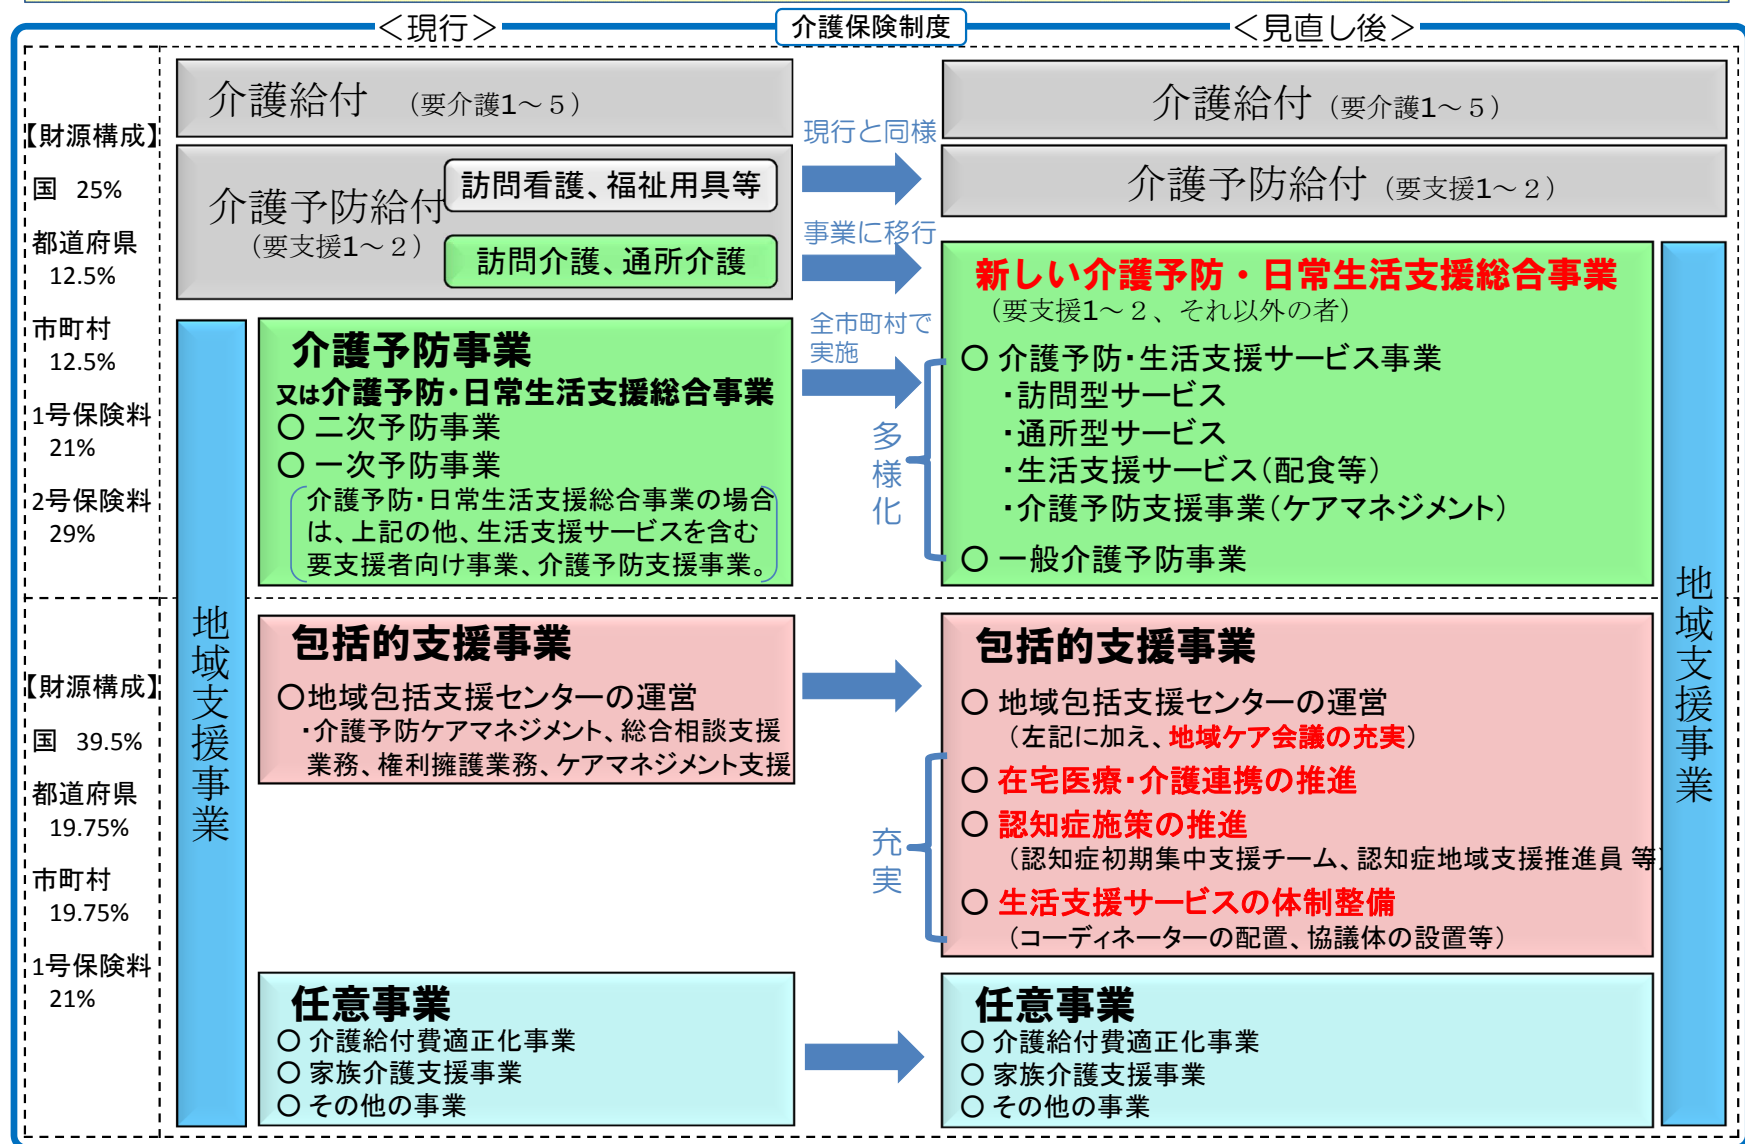 ＜現行＞
介護保険制度
＜見直し後＞
【財源構成】
国 25%
都道府県
12.5%
市町村
12.5%
1号保険料
21%
2号保険料
29%
【財源構成】
国 39.5%
都道府県
19.75%
市町村
19.75%
1号保険料
21%
介護給付 （要介護1～５）
介護予防給付
（要支援1～２）
訪問看護、福祉用具等
訪問介護、通所介護
地域支援事業
介護予防事業
又は介護予防・日常生活支援総合事業
○ 二次予防事業
○ 一次予防事業
介護予防・日常生活支援総合事業の場合
は、上記の他、生活支援サービスを含む
要支援者向け事業、介護予防支援事業。
包括的支援事業
○地域包括支援センターの運営
・介護予防ケアマネジメント、総合相談支援
業務、権利擁護業務、ケアマネジメント支援
任意事業
○ 介護給付費適正化事業
○ 家族介護支援事業
○ その他の事業
現行と同様
事業に移行
全市町村で
実施
多様化
充実
介護給付 （要介護1～５）
介護予防給付 （要支援1～２）
新しい介護予防・日常生活支援総合事業
（要支援1～２、それ以外の者）
○ 介護予防・生活支援サービス事業
・訪問型サービス
・通所型サービス
・生活支援サービス（配食等）
・介護予防支援事業（ケアマネジメント）
○ 一般介護予防事業
包括的支援事業
○ 地域包括支援センターの運営
（左記に加え、地域ケア会議の充実）
○ 在宅医療・介護連携の推進
○ 認知症施策の推進
（認知症初期集中支援チーム、認知症地域支援推進員 等）
○ 生活支援サービスの体制整備
（コーディネーターの配置、協議体の設置等）
任意事業
○ 介護給付費適正化事業
○ 家族介護支援事業
○ その他の事業
地域支援事業